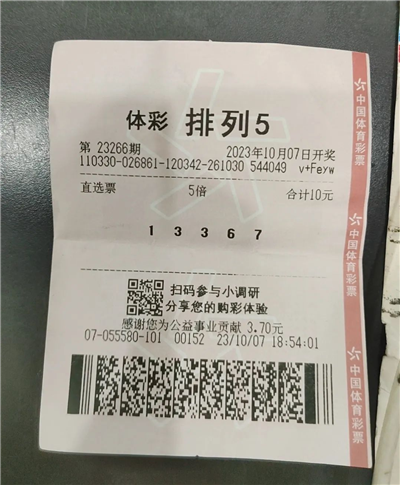 体彩 排列5
第 23266期 2023年10月07日开奖
110330-026861-120342-261030 544049 v+Feyw
直选票 5倍 合计10元
1 3 3 6 7
扫码参与小调研
分享您的购彩体验
感谢您为公益事业贡献 3.70元
07-055580-101 00152 23/10/07 18:54:01
中国体育彩票
中国体育彩票
中国体育彩票